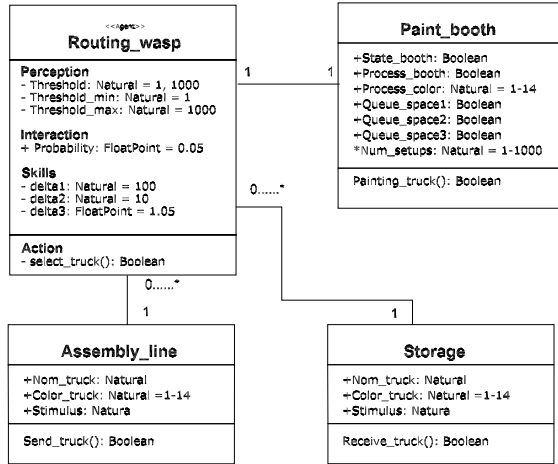 <<Agent>>
Routing_wasp
Perception
- Threshold: Natural = 1, 1000
- Threshold_min: Natural = 1
- Threshold_max: Natural = 1000
Interaction
+ Probability: FloatPoint = 0.05
Skills
- delta1: Natural = 100
- delta2: Natural = 10
- delta3: FloatPoint = 1.05
Action
- select_truck(): Boolean
1
1
Paint_booth
+State_booth: Boolean
+Process_booth: Boolean
+Process_color: Natural = 1-14
+Queue_space1: Boolean
+Queue_space2: Boolean
+Queue_space3: Boolean
*Num_setups: Natural = 1-1000
Painting_truck(): Boolean
0......*
0......*
1
1
Assembly_line
+Nom_truck: Natural
+Color_truck: Natural =1-14
+Stimulus: Natura
Send_truck(): Boolean
Storage
+Nom_truck: Natural
+Color_truck: Natural =1-14
+Stimulus: Natura
Receive_truck(): Boolean